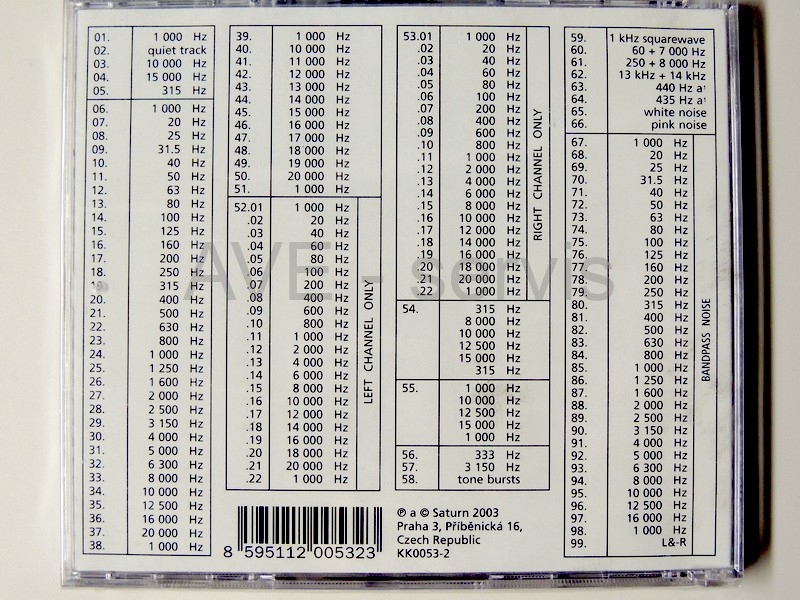 01. 1 000 Hz
02. quiet track
03. 10 000 Hz
04. 15 000 Hz
05. 315 Hz
06. 1 000 Hz
07. 20 Hz
08. 25 Hz
09. 31.5 Hz
10. 40 Hz
11. 50 Hz
12. 63 Hz
13. 80 Hz
14. 100 Hz
15. 125 Hz
16. 160 Hz
17. 200 Hz
18. 250 Hz
19. 315 Hz
20. 400 Hz
21. 500 Hz
22. 630 Hz
23. 800 Hz
24. 1 000 Hz
25. 1 250 Hz
26. 1 600 Hz
27. 2 000 Hz
28. 2 500 Hz
29. 3 150 Hz
30. 4 000 Hz
31. 5 000 Hz
32. 6 300 Hz
33. 8 000 Hz
34. 10 000 Hz
35. 12 500 Hz
36. 16 000 Hz
37. 20 000 Hz
38. 1 000 Hz
39. 1 000 Hz
40. 10 000 Hz
41. 11 000 Hz
42. 12 000 Hz
43. 13 000 Hz
44. 14 000 Hz
45. 15 000 Hz
46. 16 000 Hz
47. 17 000 Hz
48. 18 000 Hz
49. 19 000 Hz
50. 20 000 Hz
51. 1 000 Hz
52.01 1 000 Hz
.02 20 Hz
.03 40 Hz
.04 60 Hz
.05 80 Hz
.06 100 Hz
.07 200 Hz
.08 400 Hz
.09 600 Hz
.10 800 Hz
.11 1 000 Hz
.12 2 000 Hz
.13 4 000 Hz
.14 6 000 Hz
.15 8 000 Hz
.16 10 000 Hz
.17 12 000 Hz
.18 14 000 Hz
.19 16 000 Hz
.20 18 000 Hz
.21 20 000 Hz
.22 1 000 Hz
LEFT CHANNEL ONLY
8 595112 005323
53.01 1 000 Hz
.02 20 Hz
.03 40 Hz
.04 60 Hz
.05 80 Hz
.06 100 Hz
.07 200 Hz
.08 400 Hz
.09 600 Hz
.10 800 Hz
.11 1 000 Hz
.12 2 000 Hz
.13 4 000 Hz
.14 6 000 Hz
.15 8 000 Hz
.16 10 000 Hz
.17 12 000 Hz
.18 14 000 Hz
.19 16 000 Hz
.20 18 000 Hz
.21 20 000 Hz
.22 1 000 Hz
RIGHT CHANNEL ONLY
54. 315 Hz
8 000 Hz
10 000 Hz
12 500 Hz
15 000 Hz
315 Hz
55. 1 000 Hz
10 000 Hz
12 500 Hz
15 000 Hz
1 000 Hz
56. 333 Hz
57. 3 150 Hz
58. tone bursts
℗ a © Saturn 2003
Praha 3, Příběnická 16,
Czech Republic
KK0053-2
59. 1 kHz squarewave
60. 60 + 7 000 Hz
61. 250 + 8 000 Hz
62. 13 kHz + 14 kHz
63. 440 Hz a¹
64. 435 Hz a¹
65. white noise
66. pink noise
67. 1 000 Hz
68. 20 Hz
69. 25 Hz
70. 31.5 Hz
71. 40 Hz
72. 50 Hz
73. 63 Hz
74. 80 Hz
75. 100 Hz
76. 125 Hz
77. 160 Hz
78. 200 Hz
79. 250 Hz
80. 315 Hz
81. 400 Hz
82. 500 Hz
83. 630 Hz
84. 800 Hz
85. 1 000 Hz
86. 1 250 Hz
87. 1 600 Hz
88. 2 000 Hz
89. 2 500 Hz
90. 3 150 Hz
91. 4 000 Hz
92. 5 000 Hz
93. 6 300 Hz
94. 8 000 Hz
95. 10 000 Hz
96. 12 500 Hz
97. 16 000 Hz
98. 1 000 Hz
99. L&-R
BANDPASS NOISE
AVE - servis